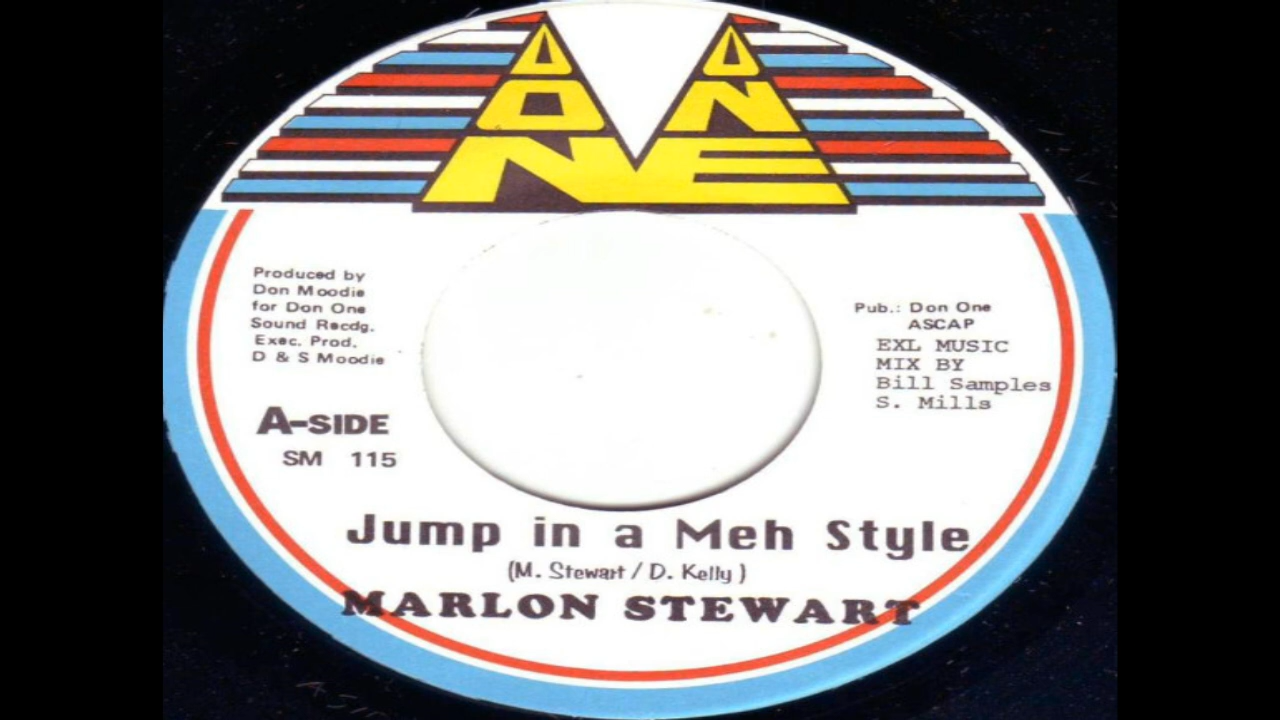 DON ONE
Produced by
Don Moodie
for Don One
Sound Recdg.
Exec. Prod.
D & S Moodie
A-SIDE
SM 115
Pub.: Don One
ASCAP
EXL MUSIC
MIX BY
Bill Samples
S. Mills
Jump in a Meh Style
(M. Stewart / D. Kelly )
MARLON STEWART